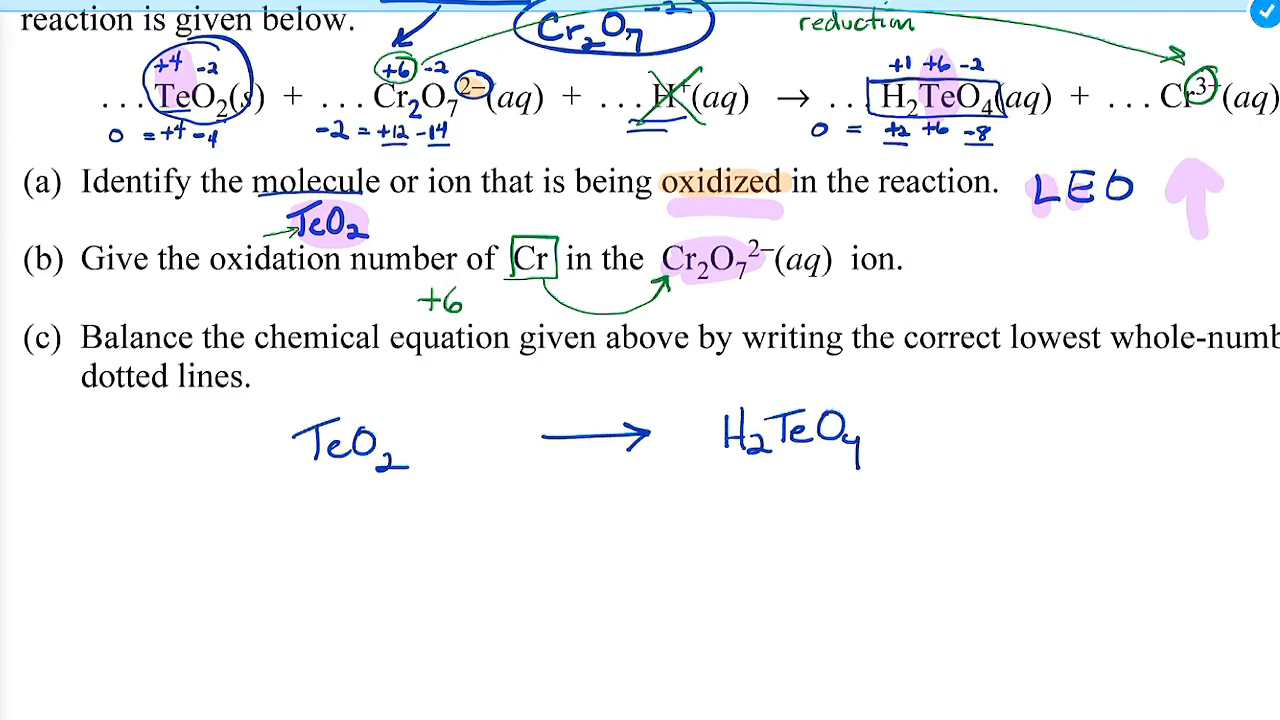 reaction is given below. Cr2O7 -2 reduction
+4 -2 +6 -2 +1 +6 -2
. . . TeO2(s) + . . . Cr2O7 2−(aq) + . . . H+(aq) → . . . H2TeO4(aq) + . . . Cr3+(aq)
0 = +4 -4 -2 = +12 -14 0 = +2 +6 -8
(a) Identify the molecule or ion that is being oxidized in the reaction. LEO
TeO2
(b) Give the oxidation number of Cr in the Cr2O7 2−(aq) ion.
+6
(c) Balance the chemical equation given above by writing the correct lowest whole-numb
dotted lines.
TeO2 → H2TeO4